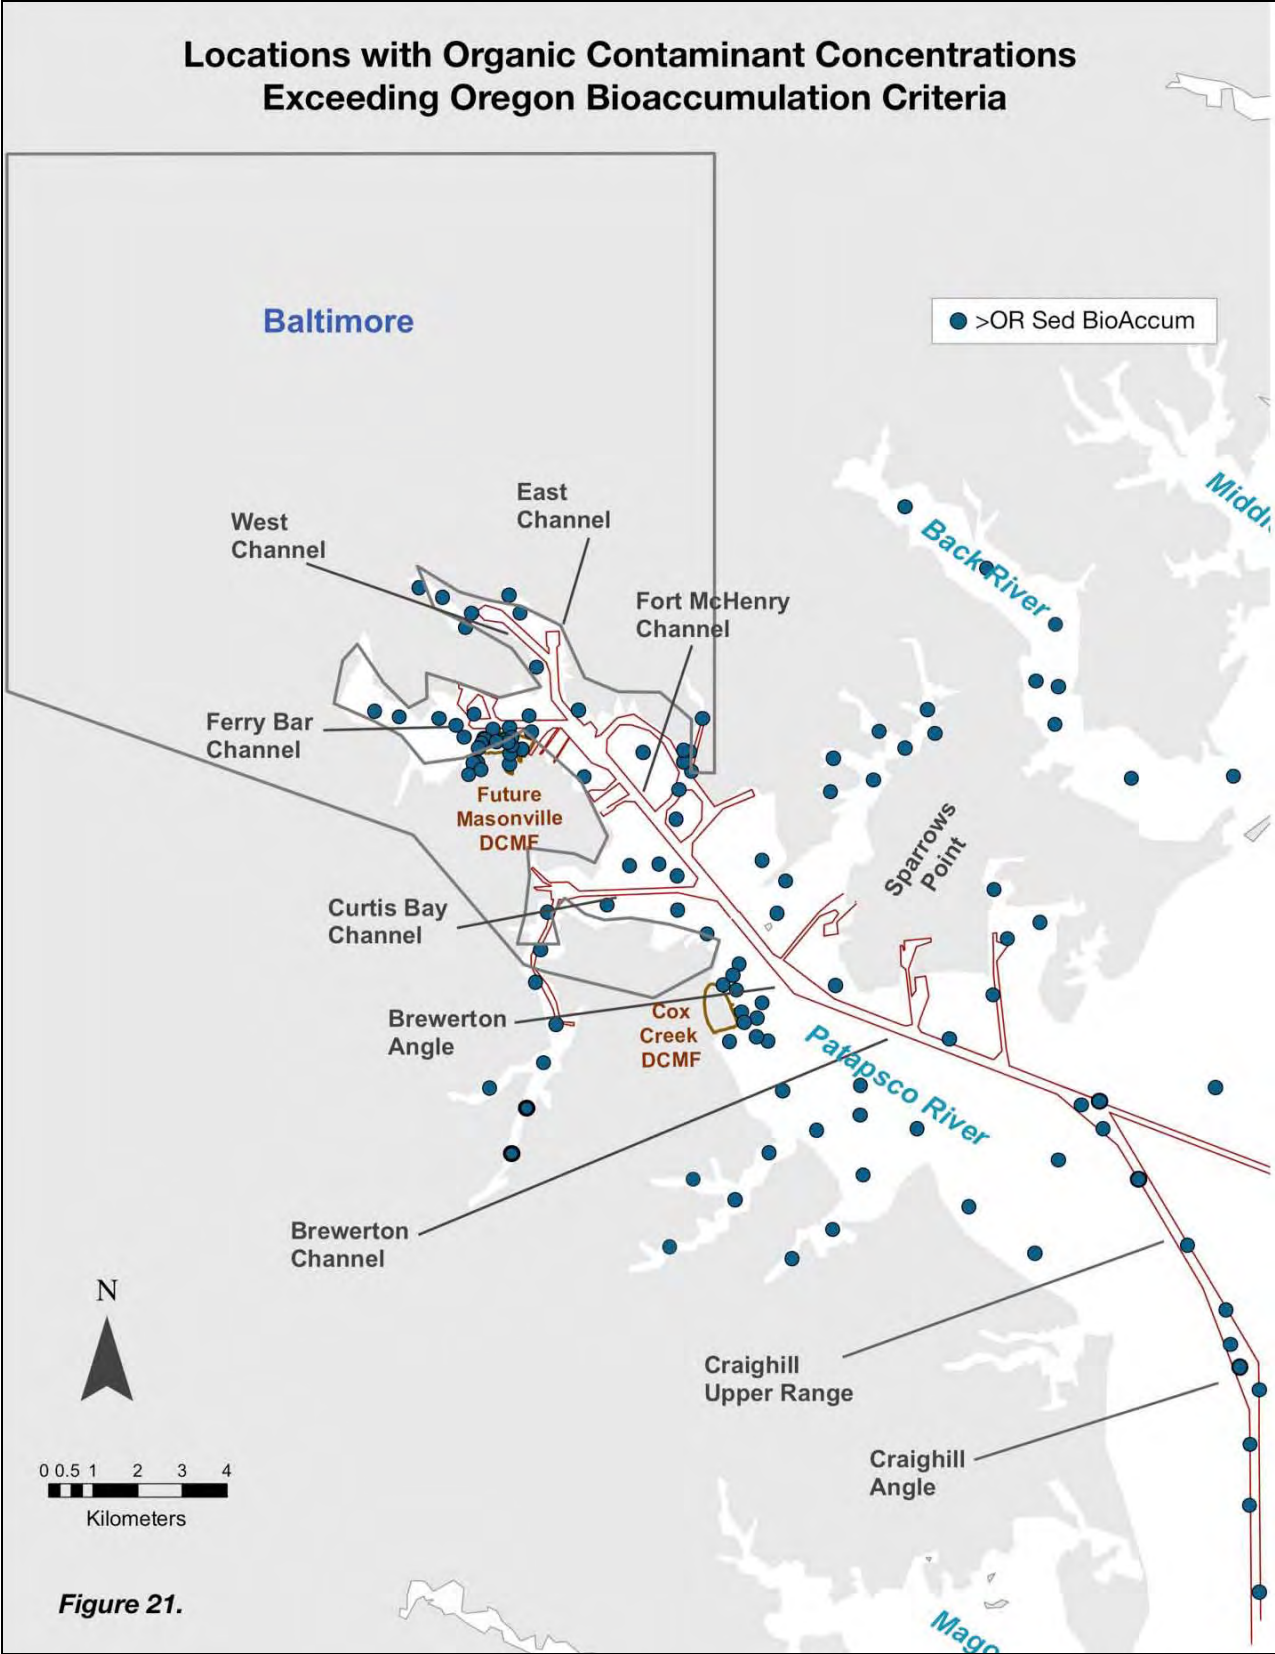 Locations with Organic Contaminant Concentrations
Exceeding Oregon Bioaccumulation Criteria
Baltimore
>OR Sed BioAccum
Middl
East
Channel
West
Channel
Back River
Fort McHenry
Channel
Ferry Bar
Channel
Future
Masonville
DCMF
Sparrows
Point
Curtis Bay
Channel
Brewerton
Angle
Cox
Creek
DCMF
Patapsco River
Brewerton
Channel
N
Craighill
Upper Range
Craighill
Angle
0 0.5 1 2 3 4
Kilometers
Figure 21.
Mago